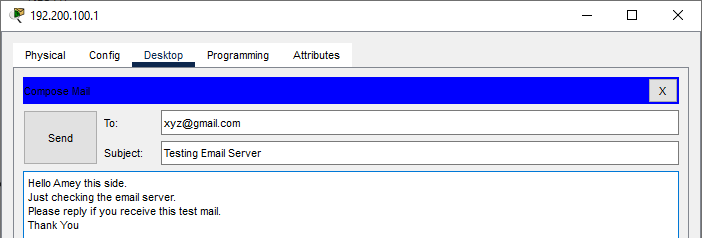 192.200.100.1
Physical Config Desktop Programming Attributes
Compose Mail X
Send
To: xyz@gmail.com
Subject: Testing Email Server
Hello Amey this side.
Just checking the email server.
Please reply if you receive this test mail.
Thank You